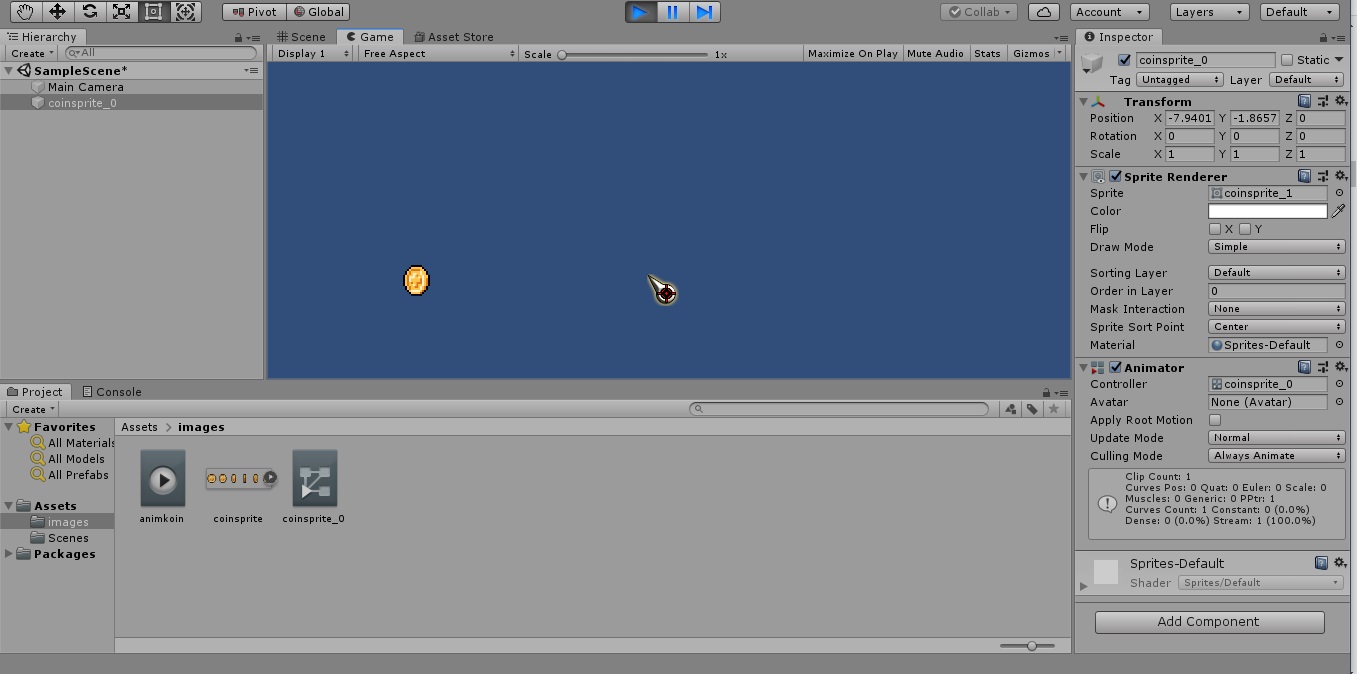 Pivot Global Collab Account Layers Default
Hierarchy Scene Game Asset Store Inspector
Create All Display 1 Free Aspect Scale 1x Maximize On Play Mute Audio Stats Gizmos
SampleScene*
Main Camera
coinsprite_0
coinsprite_0 Static
Tag Untagged Layer Default
Transform
Position X -7.9401 Y -1.8657 Z 0
Rotation X 0 Y 0 Z 0
Scale X 1 Y 1 Z 1
Sprite Renderer
Sprite coinsprite_1
Color
Flip X Y
Draw Mode Simple
Sorting Layer Default
Order in Layer 0
Mask Interaction None
Sprite Sort Point Center
Material Sprites-Default
Animator
Controller coinsprite_0
Avatar None (Avatar)
Apply Root Motion
Update Mode Normal
Culling Mode Always Animate
Clip Count: 1
Curves Pos: 0 Quat: 0 Euler: 0 Scale: 0
Muscles: 0 Generic: 0 PPtr: 1
Curves Count: 1 Constant: 0 (0.0%)
Dense: 0 (0.0%) Stream: 1 (100.0%)
Sprites-Default
Shader Sprites/Default
Add Component
Project Console
Create
Favorites
All Materials
All Models
All Prefabs
Assets
images
Scenes
Packages
Assets > images
animkoin coinsprite coinsprite_0